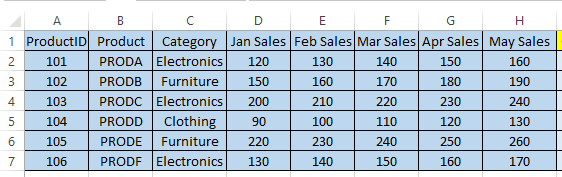 A B C D E F G H
1 ProductID Product Category Jan Sales Feb Sales Mar Sales Apr Sales May Sales
2 101 PRODA Electronics 120 130 140 150 160
3 102 PRODB Furniture 150 160 170 180 190
4 103 PRODC Electronics 200 210 220 230 240
5 104 PRODD Clothing 90 100 110 120 130
6 105 PRODE Furniture 220 230 240 250 260
7 106 PRODF Electronics 130 140 150 160 170